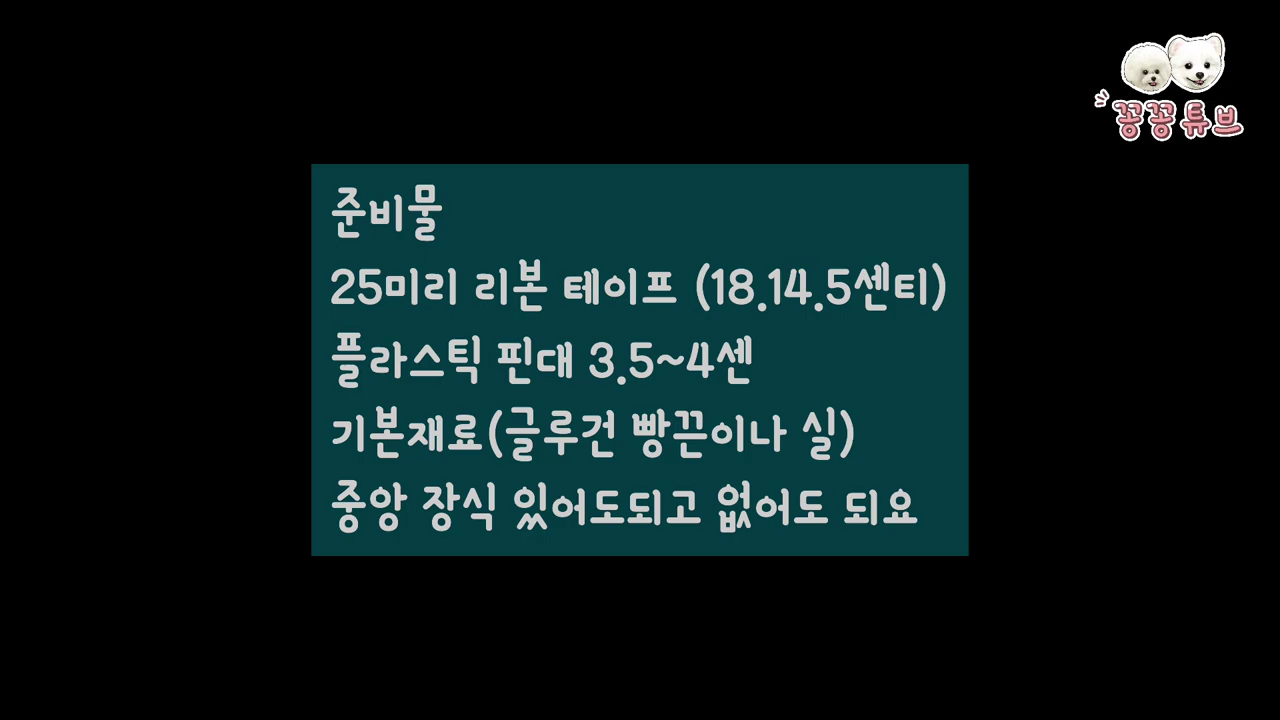 꽁꽁튜브
준비물
25미리 리본 테이프 (18.14.5센티)
플라스틱 핀대 3.5~4센
기본재료(글루건 빵끈이나 실)
중앙 장식 있어도되고 없어도 되요